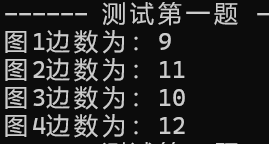 ------ 测试第一题 -
图1边数为: 9
图2边数为: 11
图3边数为: 10
图4边数为: 12